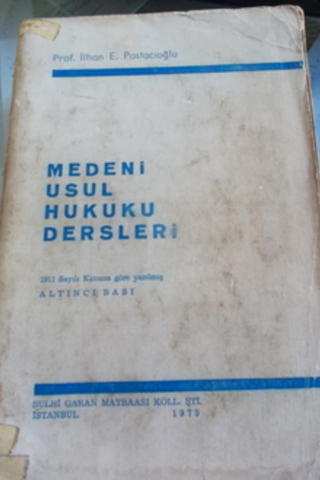 Prof. İlhan E. Postacıoğlu
MEDENİ
USUL
HUKUKU
DERSLERİ
1911 Sayılı Kanuna göre yazılmış
ALTINCI BASI
SULHİ GARAN MATBAASI KOLL. ŞTİ.
İSTANBUL 1975